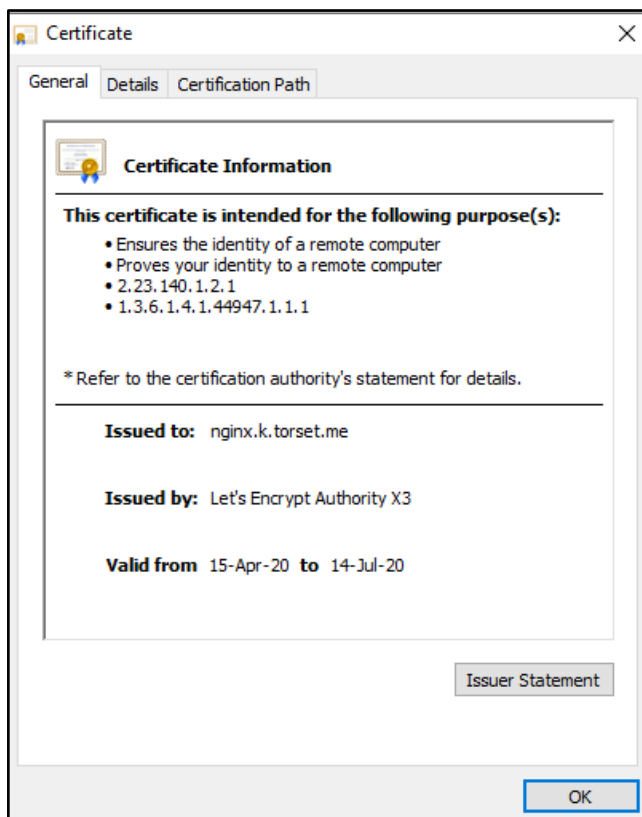 Certificate
General Details Certification Path
Certificate Information
This certificate is intended for the following purpose(s):
• Ensures the identity of a remote computer
• Proves your identity to a remote computer
• 2.23.140.1.2.1
• 1.3.6.1.4.1.44947.1.1.1
* Refer to the certification authority's statement for details.
Issued to: nginx.k.torset.me
Issued by: Let's Encrypt Authority X3
Valid from 15-Apr-20 to 14-Jul-20
Issuer Statement
OK